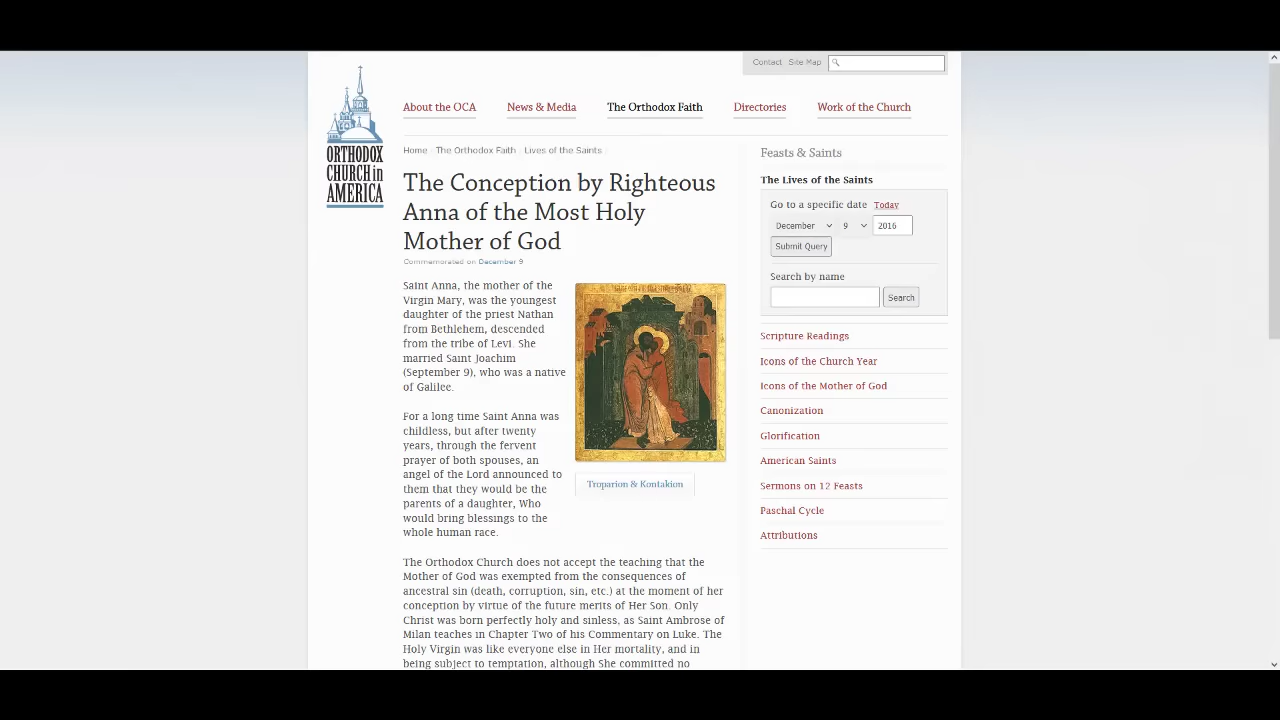 Contact Site Map
ORTHODOX
CHURCH in
AMERICA
About the OCA News & Media The Orthodox Faith Directories Work of the Church
Home The Orthodox Faith Lives of the Saints
The Conception by Righteous
Anna of the Most Holy
Mother of God
Commemorated on December 9
Saint Anna, the mother of the
Virgin Mary, was the youngest
daughter of the priest Nathan
from Bethlehem, descended
from the tribe of Levi. She
married Saint Joachim
(September 9), who was a native
of Galilee.
For a long time Saint Anna was
childless, but after twenty
years, through the fervent
prayer of both spouses, an
angel of the Lord announced to
them that they would be the
parents of a daughter, Who
would bring blessings to the
whole human race.
Troparion & Kontakion
The Orthodox Church does not accept the teaching that the
Mother of God was exempted from the consequences of
ancestral sin (death, corruption, sin, etc.) at the moment of her
conception by virtue of the future merits of Her Son. Only
Christ was born perfectly holy and sinless, as Saint Ambrose of
Milan teaches in Chapter Two of his Commentary on Luke. The
Holy Virgin was like everyone else in Her mortality, and in
being subject to temptation, although She committed no
Feasts & Saints
The Lives of the Saints
Go to a specific date Today
December 9 2016
Submit Query
Search by name
Search
Scripture Readings
Icons of the Church Year
Icons of the Mother of God
Canonization
Glorification
American Saints
Sermons on 12 Feasts
Paschal Cycle
Attributions